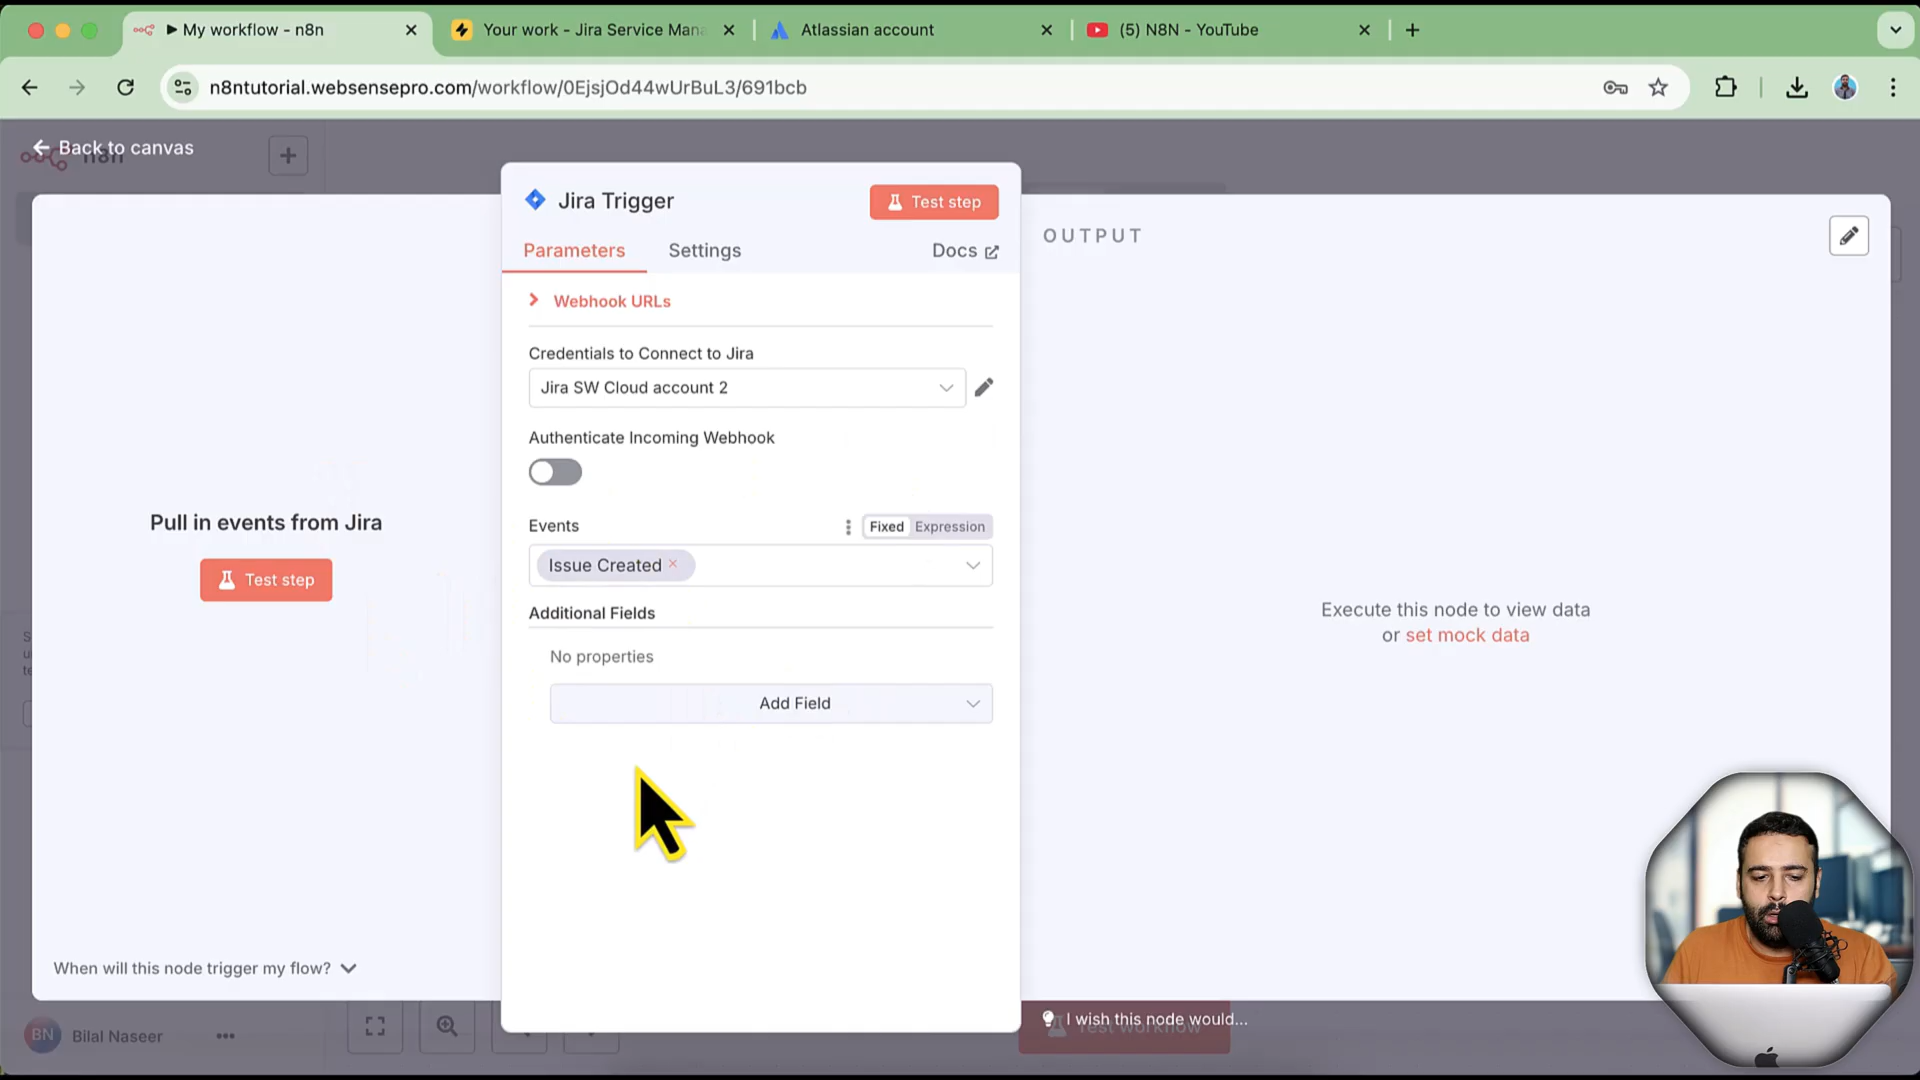 My workflow - n8n
Your work - Jira Service Mana
Atlassian account
(5) N8N - YouTube
n8ntutorial.websensepro.com/workflow/0EjsjOd44wUrBuL3/691bcb
Back to canvas
n8n
Jira Trigger
Test step
Parameters
Settings
Docs
OUTPUT
Webhook URLs
Credentials to Connect to Jira
Jira SW Cloud account 2
Authenticate Incoming Webhook
Pull in events from Jira
Test step
Events
Fixed
Expression
Issue Created
Additional Fields
No properties
Add Field
Execute this node to view data
or set mock data
When will this node trigger my flow?
I wish this node would...
Test workflow
BN
Bilal Naseer